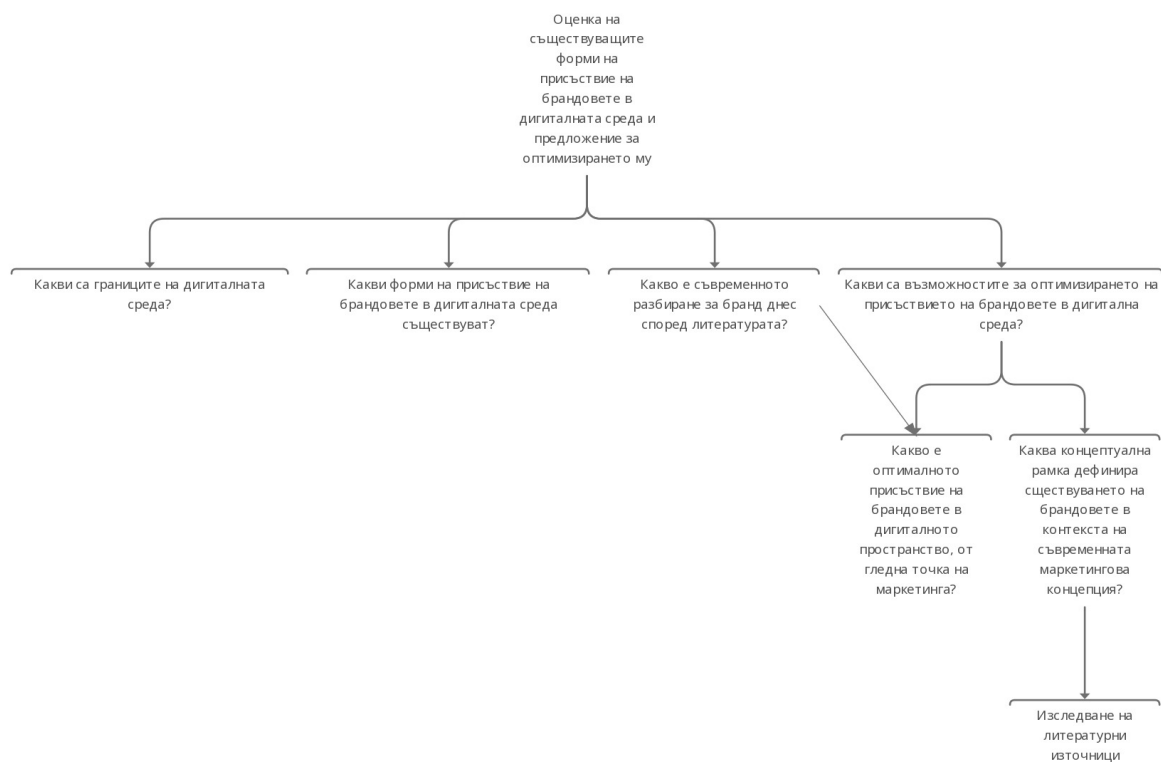 Оценка на
съществуващите
форми на
присъствие на
брандовете в
дигиталната среда и
предложение за
оптимизирането му
Какви са границите на дигиталната
среда?
Какви форми на присъствие на
брандовете в дигиталната среда
съществуват?
Какво е съвременното
разбиране за бранд днес
според литературата?
Какви са възможностите за оптимизирането на
присъствието на брандовете в дигитална
среда?
Какво е
оптималното
присъствие на
брандовете в
дигиталното
пространство, от
гледна точка на
маркетинга?
Каква концептуална
рамка дефинира
сществуването на
брандовете в
контекста на
съвременната
маркетингова
концепция?
Изследване на
литературни
източници